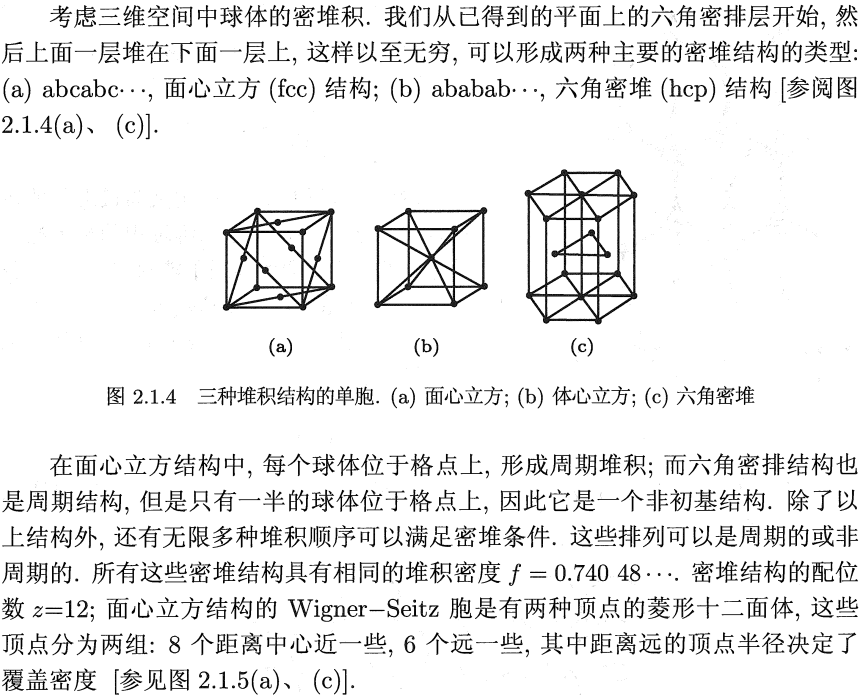 考虑三维空间中球体的密堆积. 我们从已得到的平面上的六角密排层开始, 然
后上面一层堆在下面一层上, 这样以至无穷, 可以形成两种主要的密堆结构的类型:
(a) abcabc···, 面心立方 (fcc) 结构; (b) ababab···, 六角密堆 (hcp) 结构 [参阅图
2.1.4(a)、 (c)].
(a) (b) (c)
图 2.1.4 三种堆积结构的单胞. (a) 面心立方; (b) 体心立方; (c) 六角密堆
在面心立方结构中, 每个球体位于格点上, 形成周期堆积; 而六角密排结构也
是周期结构, 但是只有一半的球体位于格点上, 因此它是一个非初基结构. 除了以
上结构外, 还有无限多种堆积顺序可以满足密堆条件. 这些排列可以是周期的或非
周期的. 所有这些密堆结构具有相同的堆积密度 f = 0.740 48···. 密堆结构的配位
数 z=12; 面心立方结构的 Wigner–Seitz 胞是有两种顶点的菱形十二面体, 这些
顶点分为两组: 8 个距离中心近一些, 6 个远一些, 其中距离远的顶点半径决定了
覆盖密度 [参见图 2.1.5(a)、 (c)].